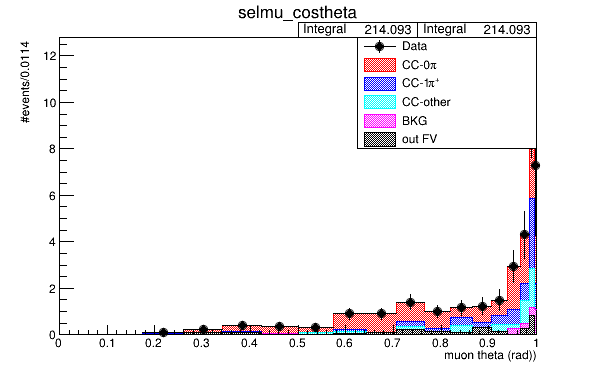 selmu_costheta
Integral 214.093 Integral 214.093
Data
CC-0π
CC-1π⁺
CC-other
BKG
out FV
#events/0.0114
12
10
8
6
4
2
0
0 0.1 0.2 0.3 0.4 0.5 0.6 0.7 0.8 0.9 1
muon theta (rad))